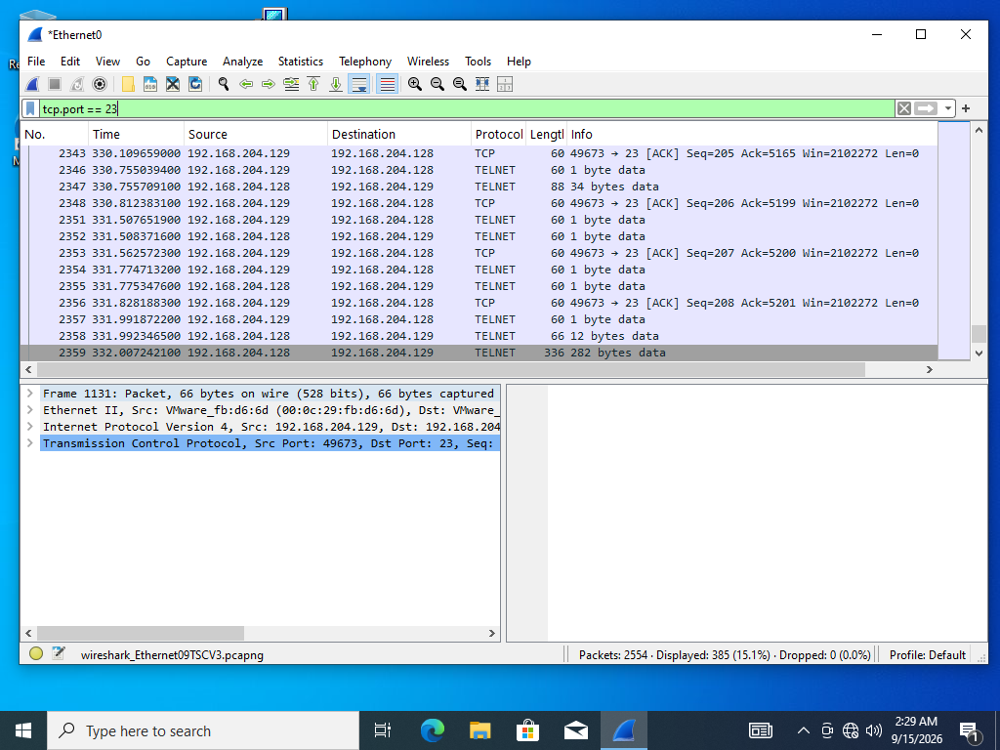 *Ethernet0
File Edit View Go Capture Analyze Statistics Telephony Wireless Tools Help
tcp.port == 23
No. Time Source Destination Protocol Lengtl Info
2343 330.109659000 192.168.204.129 192.168.204.128 TCP 60 49673 → 23 [ACK] Seq=205 Ack=5165 Win=2102272 Len=0
2346 330.755039400 192.168.204.129 192.168.204.128 TELNET 60 1 byte data
2347 330.755709100 192.168.204.128 192.168.204.129 TELNET 88 34 bytes data
2348 330.812383100 192.168.204.129 192.168.204.128 TCP 60 49673 → 23 [ACK] Seq=206 Ack=5199 Win=2102272 Len=0
2351 331.507651900 192.168.204.129 192.168.204.128 TELNET 60 1 byte data
2352 331.508371600 192.168.204.128 192.168.204.129 TELNET 60 1 byte data
2353 331.562572300 192.168.204.129 192.168.204.128 TCP 60 49673 → 23 [ACK] Seq=207 Ack=5200 Win=2102272 Len=0
2354 331.774713200 192.168.204.129 192.168.204.128 TELNET 60 1 byte data
2355 331.775347600 192.168.204.128 192.168.204.129 TELNET 60 1 byte data
2356 331.828188300 192.168.204.129 192.168.204.128 TCP 60 49673 → 23 [ACK] Seq=208 Ack=5201 Win=2102272 Len=0
2357 331.991872200 192.168.204.129 192.168.204.128 TELNET 60 1 byte data
2358 331.992346500 192.168.204.128 192.168.204.129 TELNET 66 12 bytes data
2359 332.007242100 192.168.204.128 192.168.204.129 TELNET 336 282 bytes data
Frame 1131: Packet, 66 bytes on wire (528 bits), 66 bytes captured
Ethernet II, Src: VMware_fb:d6:6d (00:0c:29:fb:d6:6d), Dst: VMware_
Internet Protocol Version 4, Src: 192.168.204.129, Dst: 192.168.204
Transmission Control Protocol, Src Port: 49673, Dst Port: 23, Seq:
wireshark_Ethernet09TSCV3.pcapng
Packets: 2554 · Displayed: 385 (15.1%) · Dropped: 0 (0.0%)
Profile: Default
Type here to search
2:29 AM
9/15/2026
1